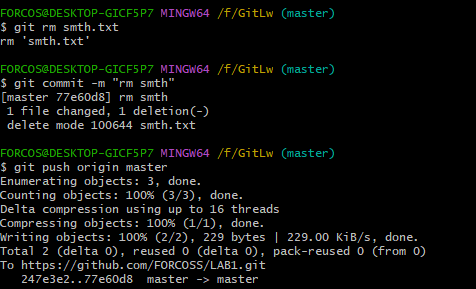 FORCOS@DESKTOP-GICF5P7 MINGW64 /f/GitLw (master)
$ git rm smth.txt
rm 'smth.txt'
FORCOS@DESKTOP-GICF5P7 MINGW64 /f/GitLw (master)
$ git commit -m "rm smth"
[master 77e60d8] rm smth
 1 file changed, 1 deletion(-)
 delete mode 100644 smth.txt
FORCOS@DESKTOP-GICF5P7 MINGW64 /f/GitLw (master)
$ git push origin master
Enumerating objects: 3, done.
Counting objects: 100% (3/3), done.
Delta compression using up to 16 threads
Compressing objects: 100% (1/1), done.
Writing objects: 100% (2/2), 229 bytes | 229.00 KiB/s, done.
Total 2 (delta 0), reused 0 (delta 0), pack-reused 0 (from 0)
To https://github.com/FORCOSS/LAB1.git
   247e3e2..77e60d8  master -> master